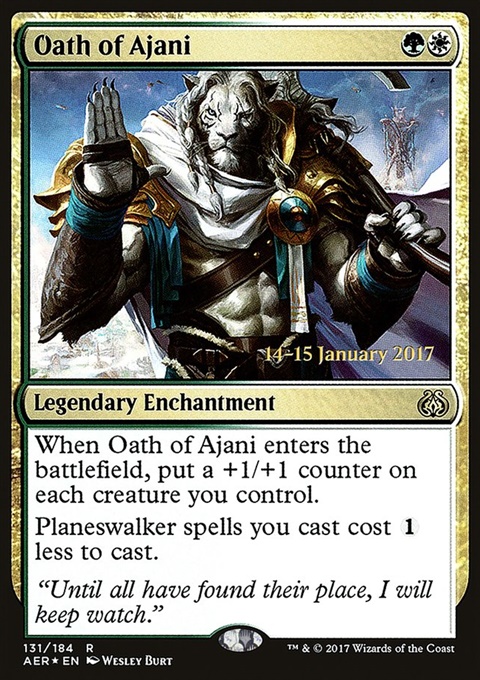 Oath of Ajani
14-15 January 2017
Legendary Enchantment
When Oath of Ajani enters the
battlefield, put a +1/+1 counter on
each creature you control.
Planeswalker spells you cast cost 1
less to cast.
“Until all have found their place, I will
keep watch.”
131/184 R
™ & © 2017 Wizards of the Coast
AER★EN Wesley Burt